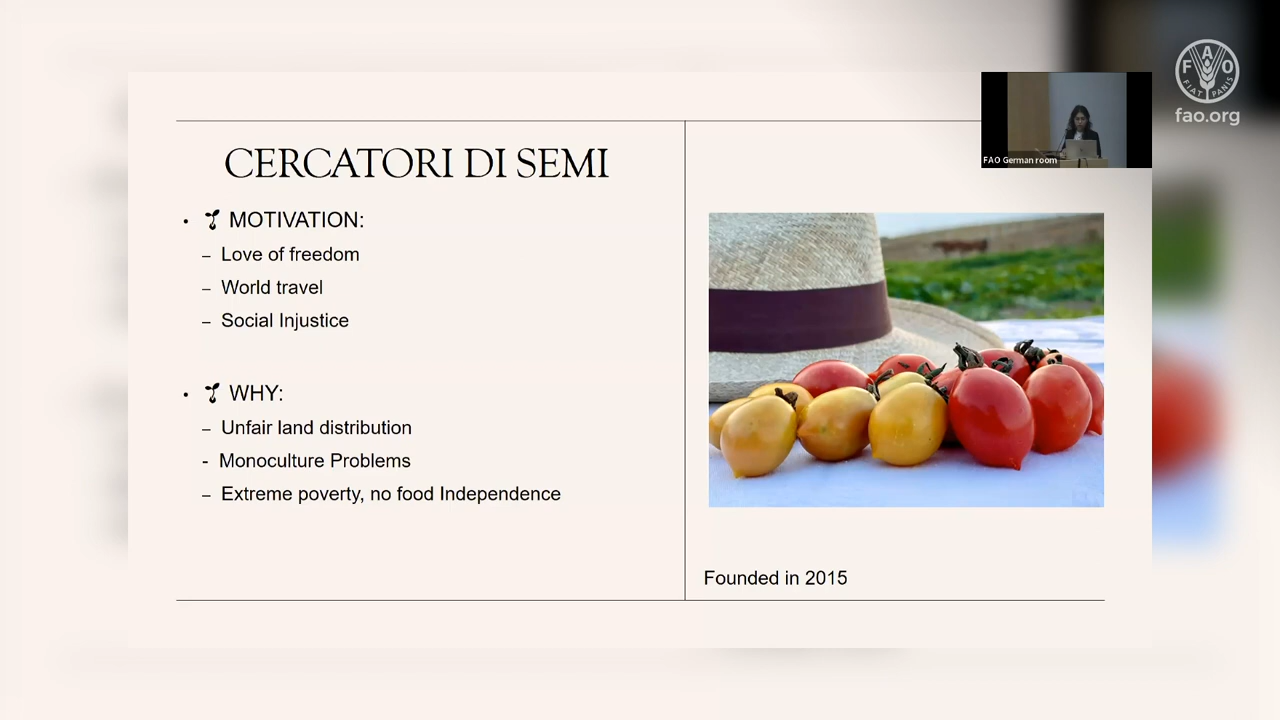 CERCATORI DI SEMI
• MOTIVATION:
– Love of freedom
– World travel
– Social Injustice
• WHY:
– Unfair land distribution
- Monoculture Problems
– Extreme poverty, no food Independence
Founded in 2015
FAO German room
F A O
FIAT PANIS
fao.org